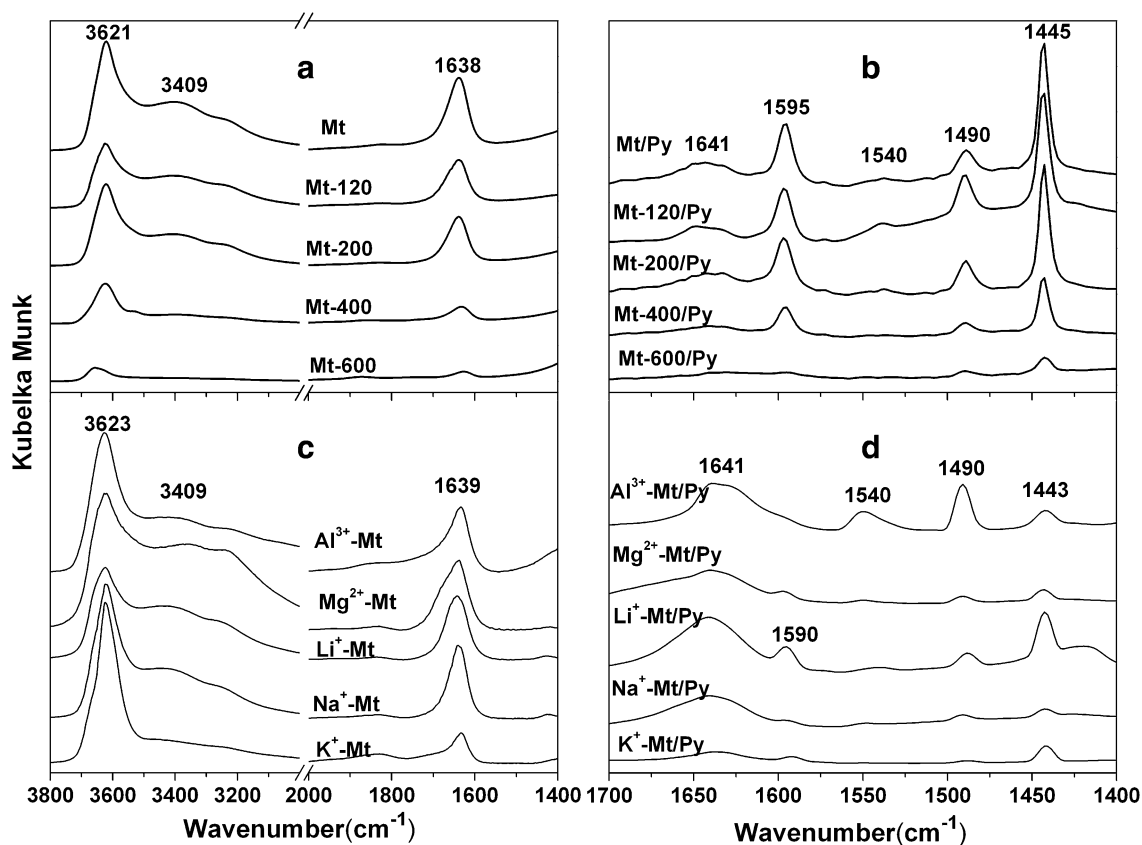 Kubelka Munk
a
3621
3409
1638
Mt
Mt-120
Mt-200
Mt-400
Mt-600
b
1445
1595
1641
1540
1490
Mt/Py
Mt-120/Py
Mt-200/Py
Mt-400/Py
Mt-600/Py
c
3623
3409
1639
Al³⁺-Mt
Mg²⁺-Mt
Li⁺-Mt
Na⁺-Mt
K⁺-Mt
3800 3600 3400 3200 2000 1800 1600 1400
Wavenumber(cm⁻¹)
d
1641
1540
1490
1443
1590
Al³⁺-Mt/Py
Mg²⁺-Mt/Py
Li⁺-Mt/Py
Na⁺-Mt/Py
K⁺-Mt/Py
1700 1650 1600 1550 1500 1450 1400
Wavenumber(cm⁻¹)